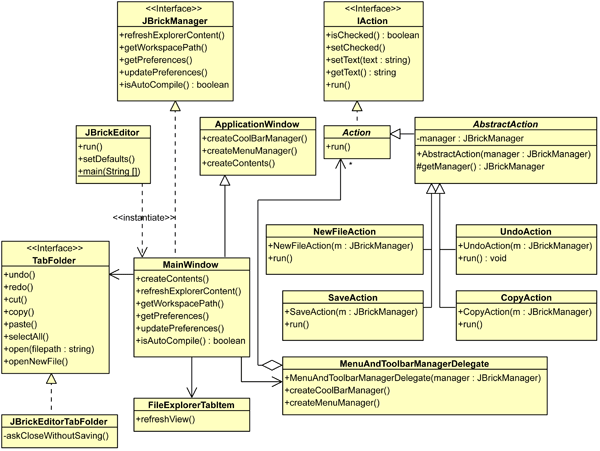 <<Interface>>
JBrickManager
+refreshExplorerContent()
+getWorkspacePath()
+getPreferences()
+updatePreferences()
+isAutoCompile() : boolean
<<Interface>>
IAction
+isChecked() : boolean
+setChecked()
+setText(text : string)
+getText() : string
+run()
JBrickEditor
+run()
+setDefaults()
+main(String [])
ApplicationWindow
+createCoolBarManager()
+createMenuManager()
+createContents()
Action
+run()
*
AbstractAction
-manager : JBrickManager
+AbstractAction(manager : JBrickManager)
#getManager() : JBrickManager
<<instantiate>>
NewFileAction
+NewFileAction(m : JBrickManager)
+run()
UndoAction
+UndoAction(m : JBrickManager)
+run() : void
<<Interface>>
TabFolder
+undo()
+redo()
+cut()
+copy()
+paste()
+selectAll()
+open(filepath : string)
+openNewFile()
MainWindow
+createContents()
+refreshExplorerContent()
+getWorkspacePath()
+getPreferences()
+updatePreferences()
+isAutoCompile() : boolean
SaveAction
+SaveAction(m : JBrickManager)
+run()
CopyAction
+CopyAction(m : JBrickManager)
+run()
MenuAndToolbarManagerDelegate
+MenuAndToolbarManagerDelegate(manager : JBrickManager)
+createCoolBarManager()
+createMenuManager()
FileExplorerTabItem
+refreshView()
JBrickEditorTabFolder
-askCloseWithoutSaving()